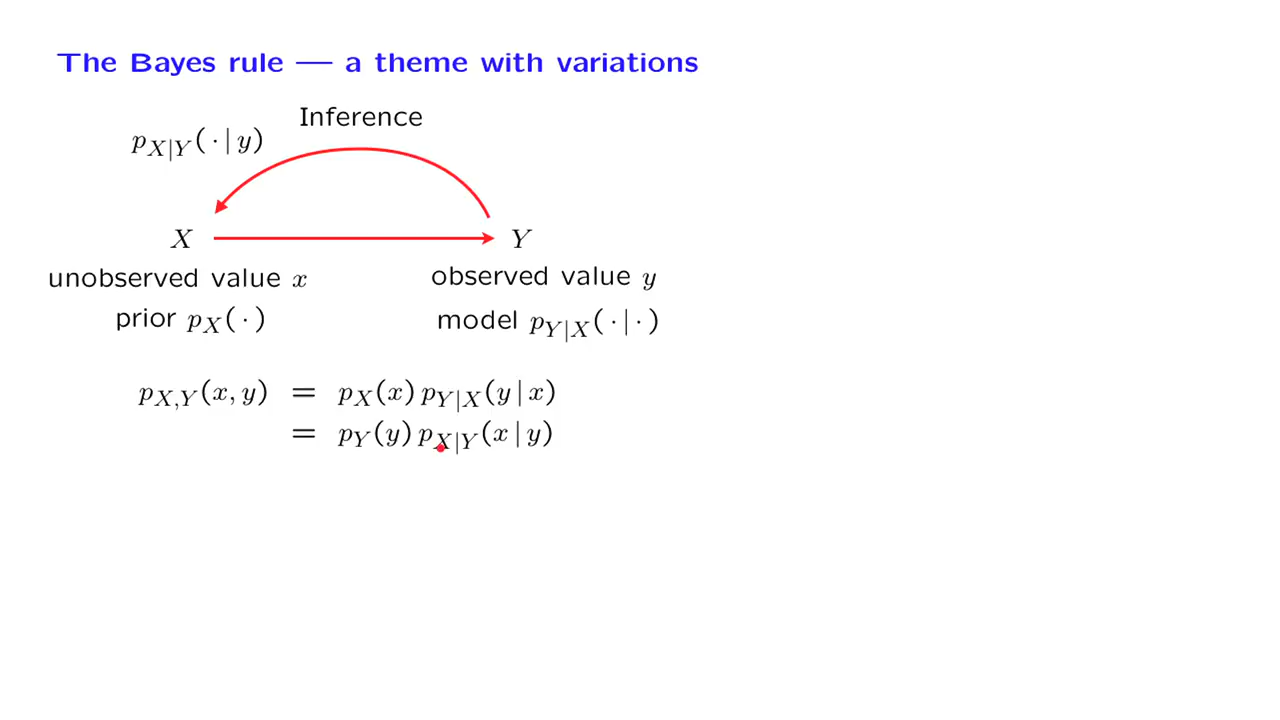 The Bayes rule — a theme with variations
Inference
p_{X|Y}(· | y)
X Y
unobserved value x
observed value y
prior p_X(·)
model p_{Y|X}(· | ·)
p_{X,Y}(x, y) = p_X(x) p_{Y|X}(y | x)
= p_Y(y) p_{X|Y}(x | y)